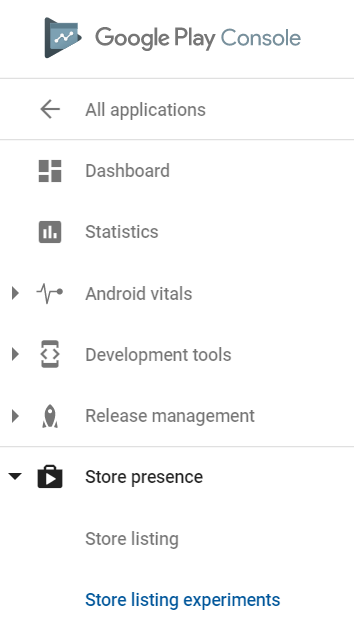 Google Play Console
All applications
Dashboard
Statistics
Android vitals
Development tools
Release management
Store presence
Store listing
Store listing experiments